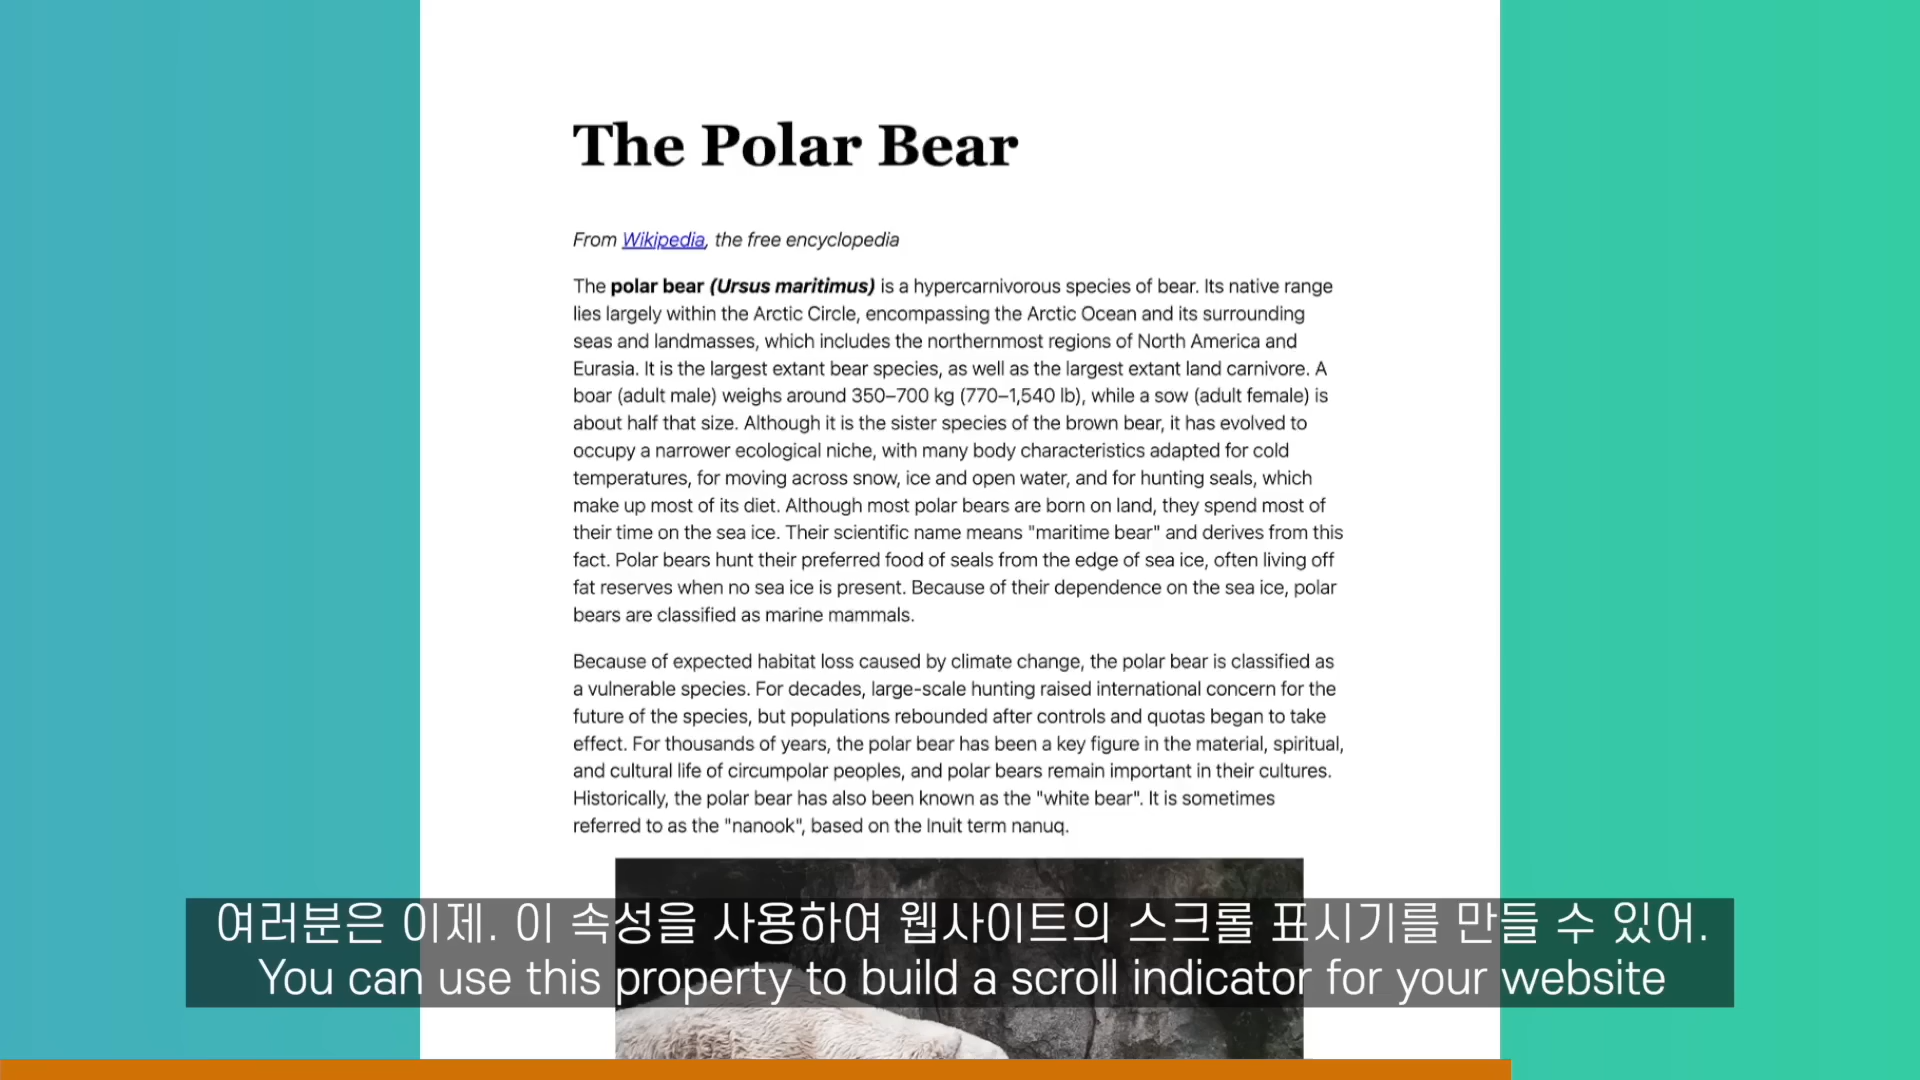 The Polar Bear
From Wikipedia, the free encyclopedia
The polar bear (Ursus maritimus) is a hypercarnivorous species of bear. Its native range
lies largely within the Arctic Circle, encompassing the Arctic Ocean and its surrounding
seas and landmasses, which includes the northernmost regions of North America and
Eurasia. It is the largest extant bear species, as well as the largest extant land carnivore. A
boar (adult male) weighs around 350–700 kg (770–1,540 lb), while a sow (adult female) is
about half that size. Although it is the sister species of the brown bear, it has evolved to
occupy a narrower ecological niche, with many body characteristics adapted for cold
temperatures, for moving across snow, ice and open water, and for hunting seals, which
make up most of its diet. Although most polar bears are born on land, they spend most of
their time on the sea ice. Their scientific name means "maritime bear" and derives from this
fact. Polar bears hunt their preferred food of seals from the edge of sea ice, often living off
fat reserves when no sea ice is present. Because of their dependence on the sea ice, polar
bears are classified as marine mammals.
Because of expected habitat loss caused by climate change, the polar bear is classified as
a vulnerable species. For decades, large-scale hunting raised international concern for the
future of the species, but populations rebounded after controls and quotas began to take
effect. For thousands of years, the polar bear has been a key figure in the material, spiritual,
and cultural life of circumpolar peoples, and polar bears remain important in their cultures.
Historically, the polar bear has also been known as the "white bear". It is sometimes
referred to as the "nanook", based on the Inuit term nanuq.
여러분은 이제. 이 속성을 사용하여 웹사이트의 스크롤 표시기를 만들 수 있어.
You can use this property to build a scroll indicator for your website